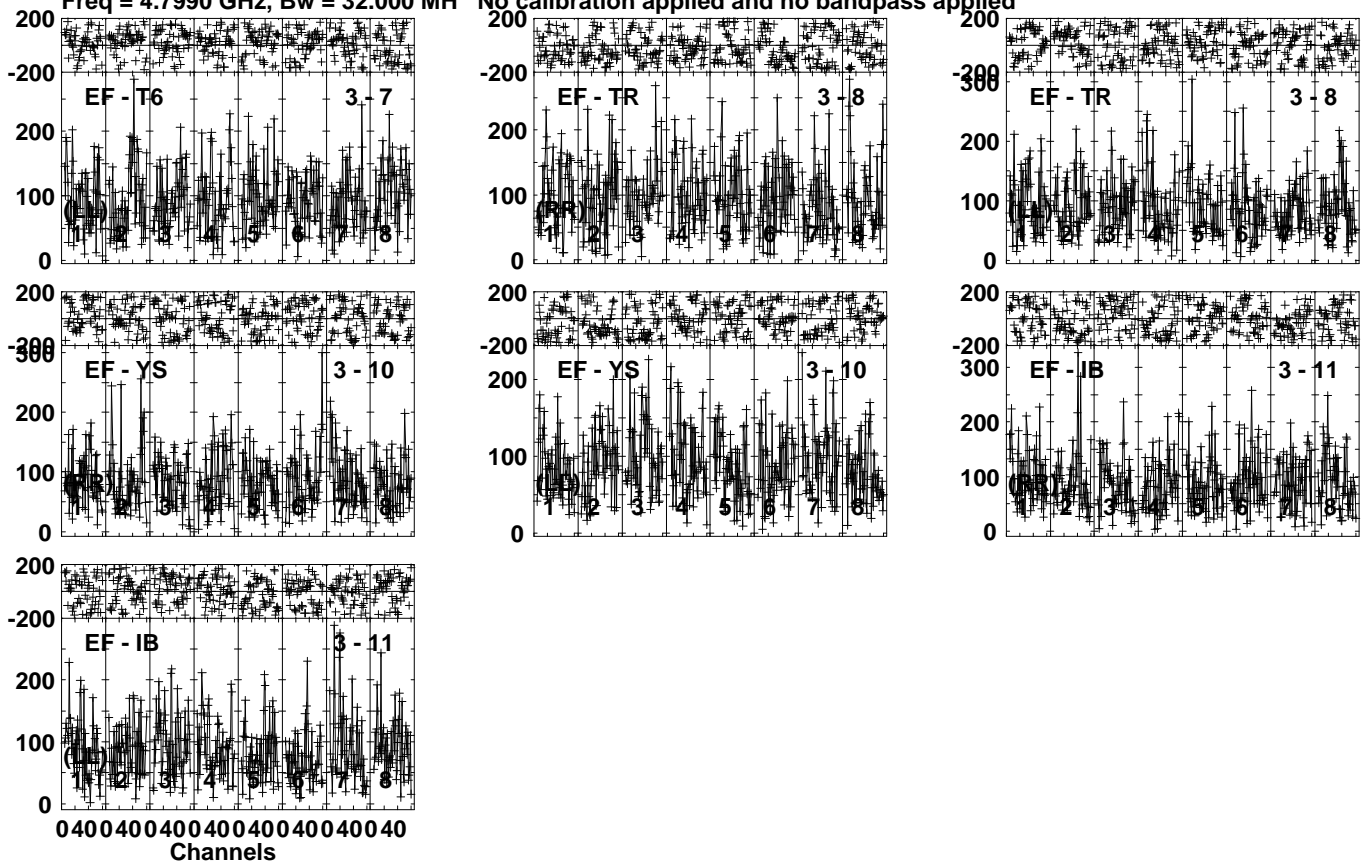 Freq = 4.7990 GHz, Bw = 32.000 MH No calibration applied and no bandpass applied
200 200 200
-200 -200 -200
300
EF - T6 3 - 7 EF - TR 3 - 8 EF - TR 3 - 8
200 200 200
100 100 100
(LL) (RR) (LL)
1 2 3 4 5 6 7 8 1 2 3 4 5 6 7 8 1 2 3 4 5 6 7 8
0 0 0
200 200 200
-200 -200 -200
300
EF - YS 3 - 10 EF - YS 3 - 10 EF - IB 3 - 11
300
200 200 200
100 100 100
(RR) (LL) (RR)
1 2 3 4 5 6 7 8 1 2 3 4 5 6 7 8 1 2 3 4 5 6 7 8
0 0 0
200
-200
EF - IB 3 - 11
200
100
(LL)
1 2 3 4 5 6 7 8
0
0 40 0 40 0 40 0 40 0 40 0 40 0 40 0 40
Channels